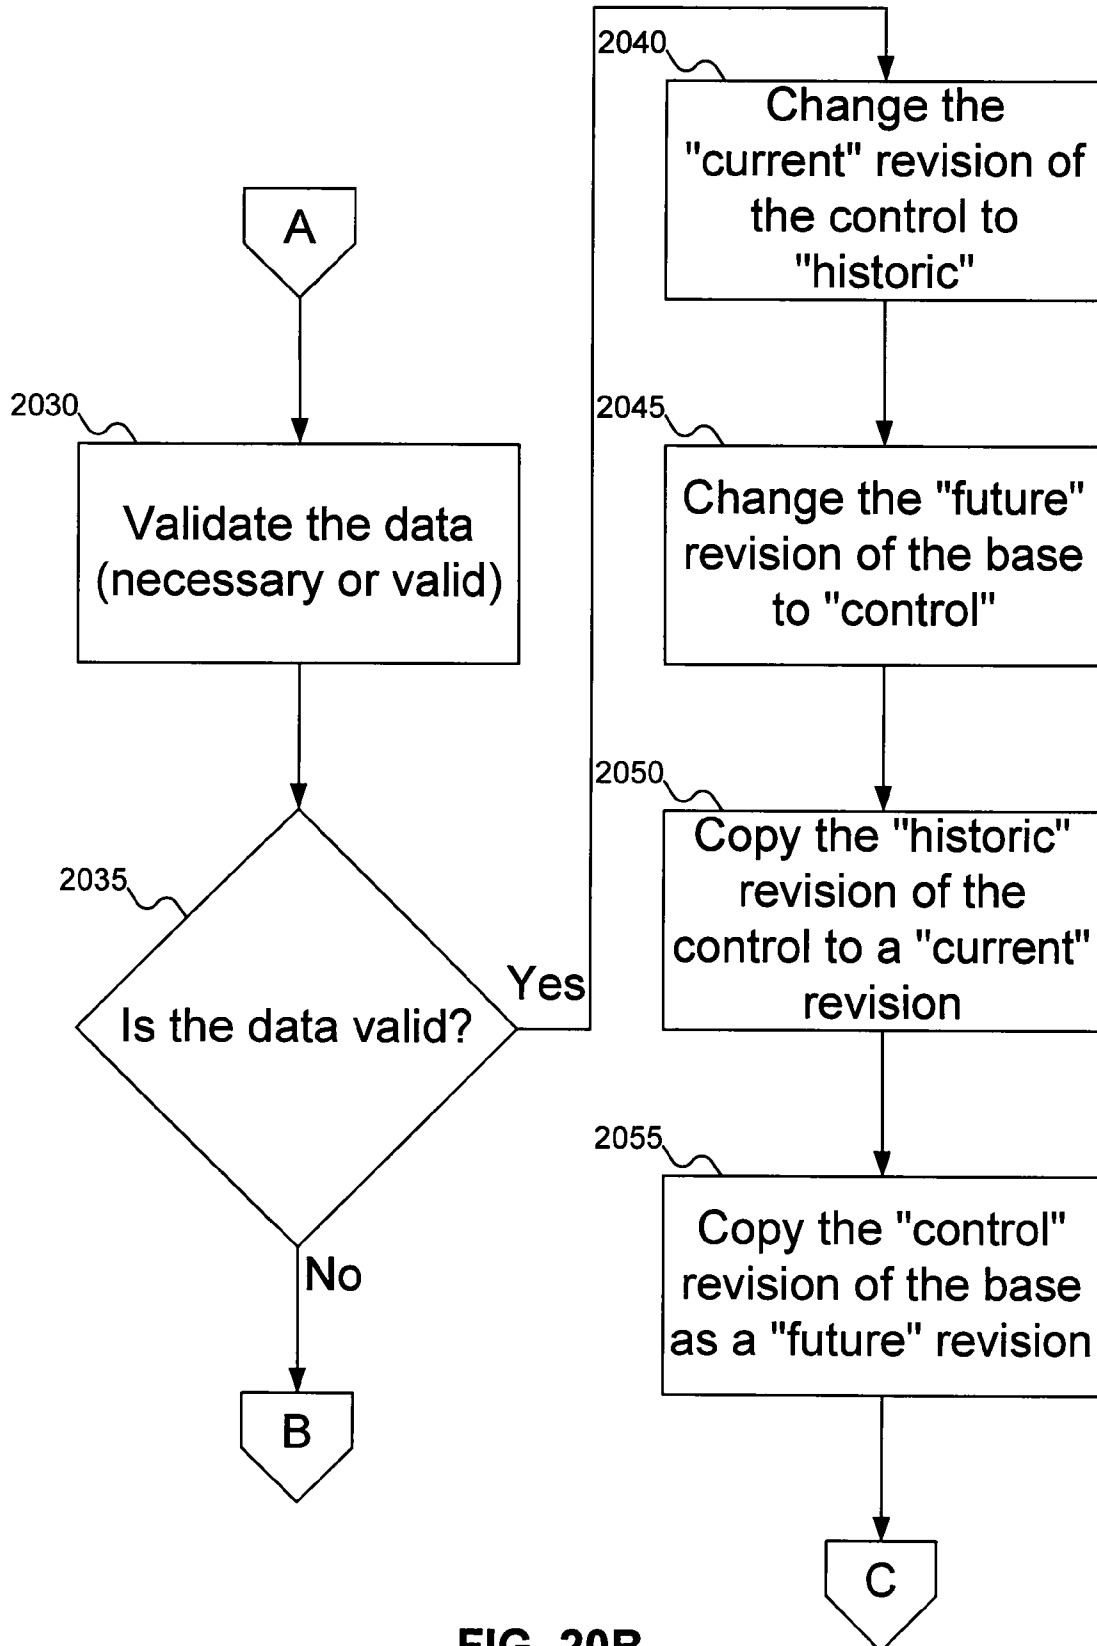 A
2030
Validate the data
(necessary or valid)
2035
Is the data valid?
Yes
No
B
2040
Change the
"current" revision of
the control to
"historic"
2045
Change the "future"
revision of the base
to "control"
2050
Copy the "historic"
revision of the
control to a "current"
revision
2055
Copy the "control"
revision of the base
as a "future" revision
C
FIG. 20B